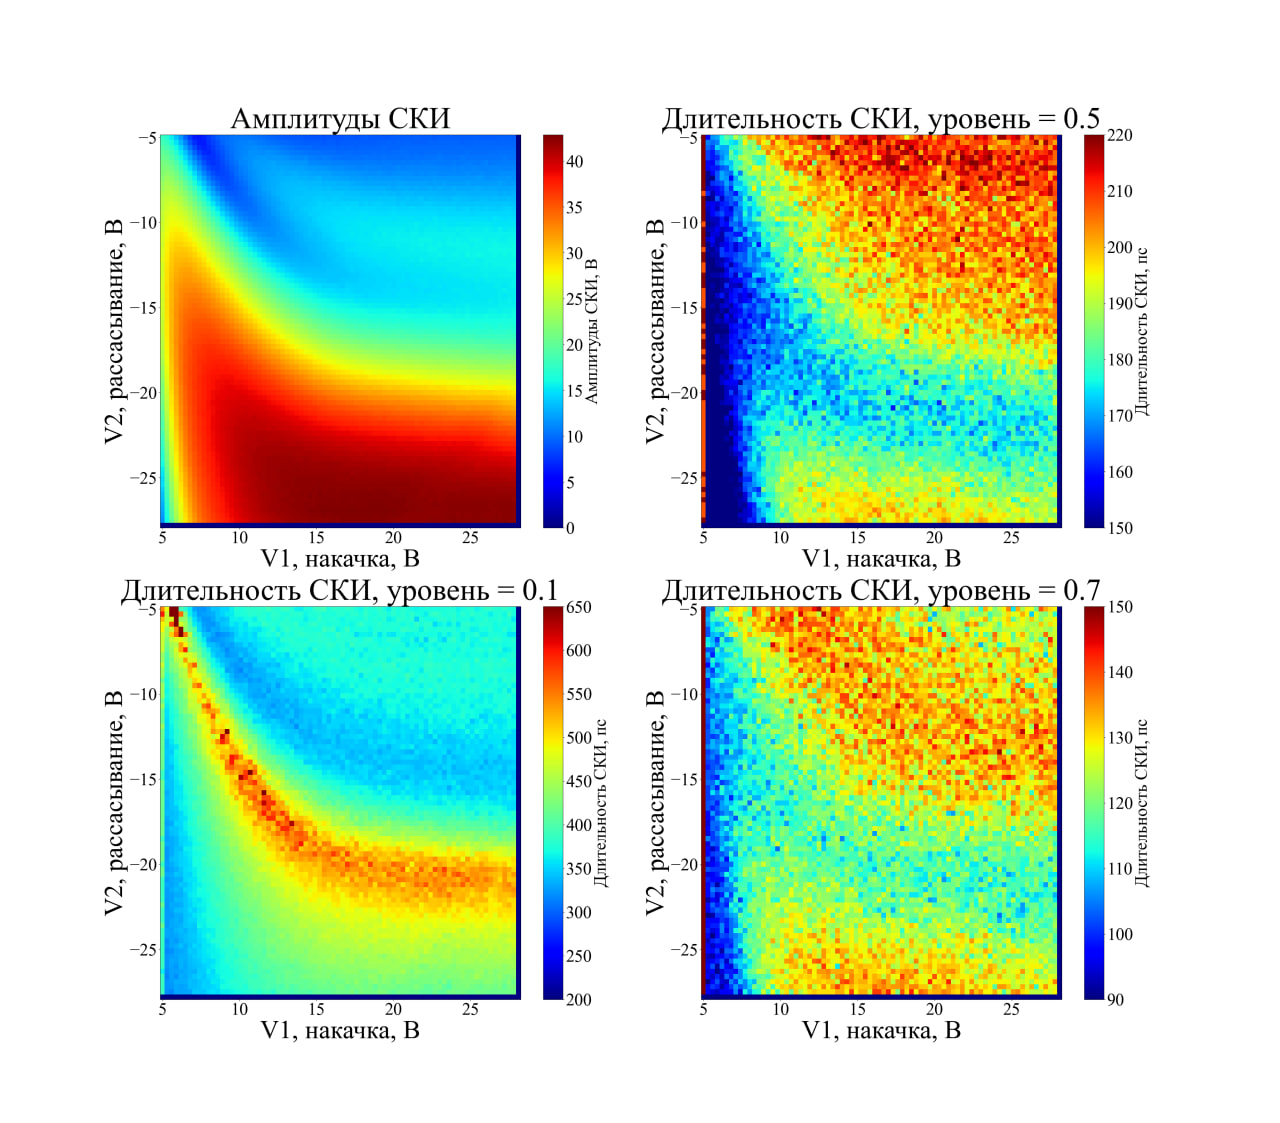 Амплитуды СКИ
−5
−10
−15
−20
−25
V2, рассасывание, В
5 10 15 20 25
V1, накачка, В
40
35
30
25
20
15
10
5
0
Амплитуды СКИ, В
Длительность СКИ, уровень = 0.5
−5
−10
−15
−20
−25
V2, рассасывание, В
5 10 15 20 25
V1, накачка, В
220
210
200
190
180
170
160
150
Длительность СКИ, пс
Длительность СКИ, уровень = 0.1
−5
−10
−15
−20
−25
V2, рассасывание, В
5 10 15 20 25
V1, накачка, В
650
600
550
500
450
400
350
300
250
200
Длительность СКИ, пс
Длительность СКИ, уровень = 0.7
−5
−10
−15
−20
−25
V2, рассасывание, В
5 10 15 20 25
V1, накачка, В
150
140
130
120
110
100
90
Длительность СКИ, пс